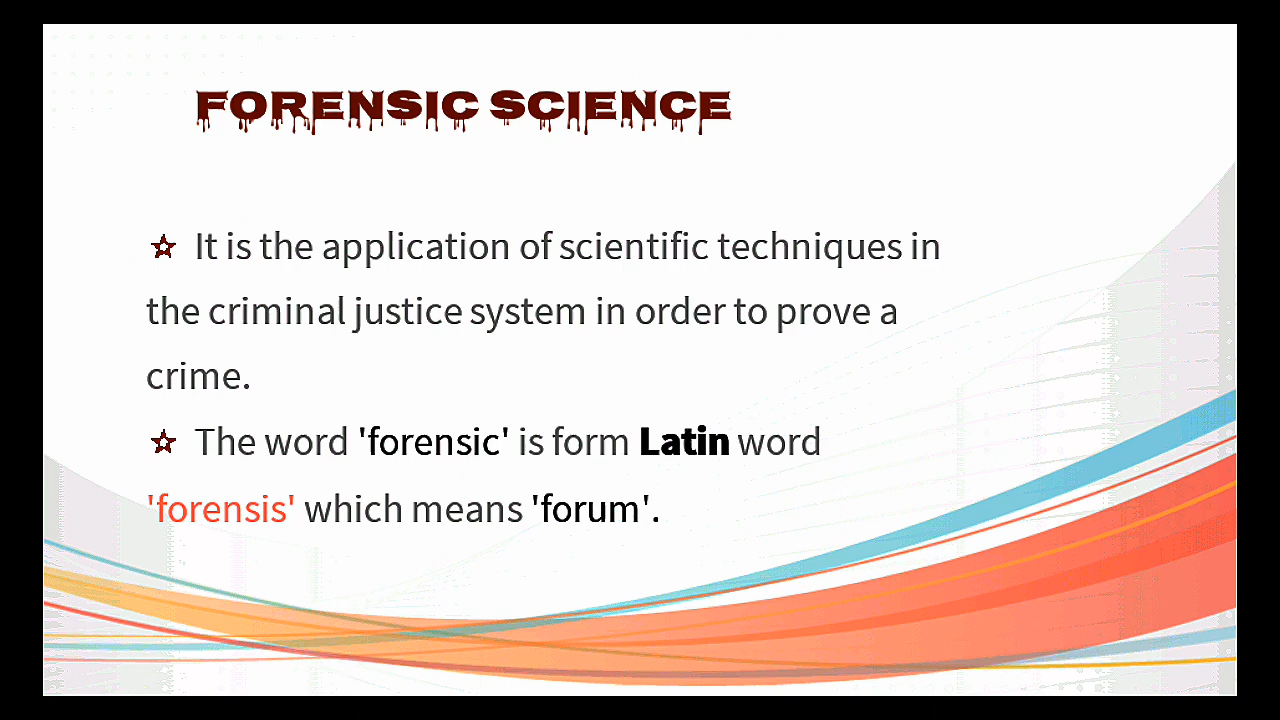 FORENSIC SCIENCE
It is the application of scientific techniques in
the criminal justice system in order to prove a
crime.
The word 'forensic' is form Latin word
'forensis' which means 'forum'.